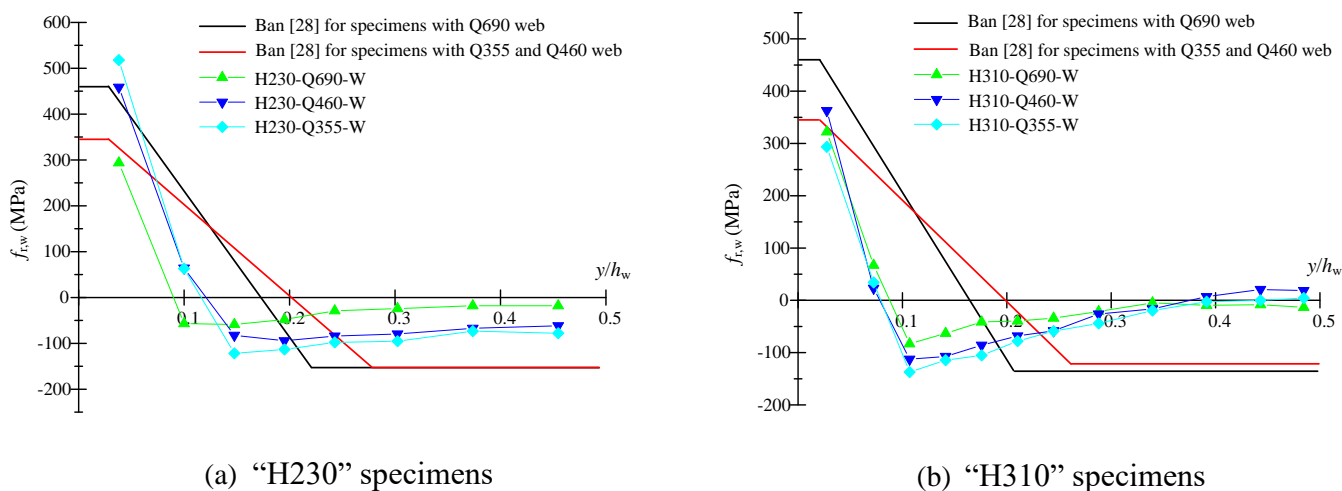 600
500
400
300
200
100
0
-100
-200
f_r,w (MPa)
Ban [28] for specimens with Q690 web
Ban [28] for specimens with Q355 and Q460 web
H230-Q690-W
H230-Q460-W
H230-Q355-W
y/h_w
0.1
0.2
0.3
0.4
0.5
(a) “H230” specimens
500
400
300
200
100
0
-100
-200
f_r,w (MPa)
Ban [28] for specimens with Q690 web
Ban [28] for specimens with Q355 and Q460 web
H310-Q690-W
H310-Q460-W
H310-Q355-W
y/h_w
0.1
0.2
0.3
0.4
0.5
(b) “H310” specimens